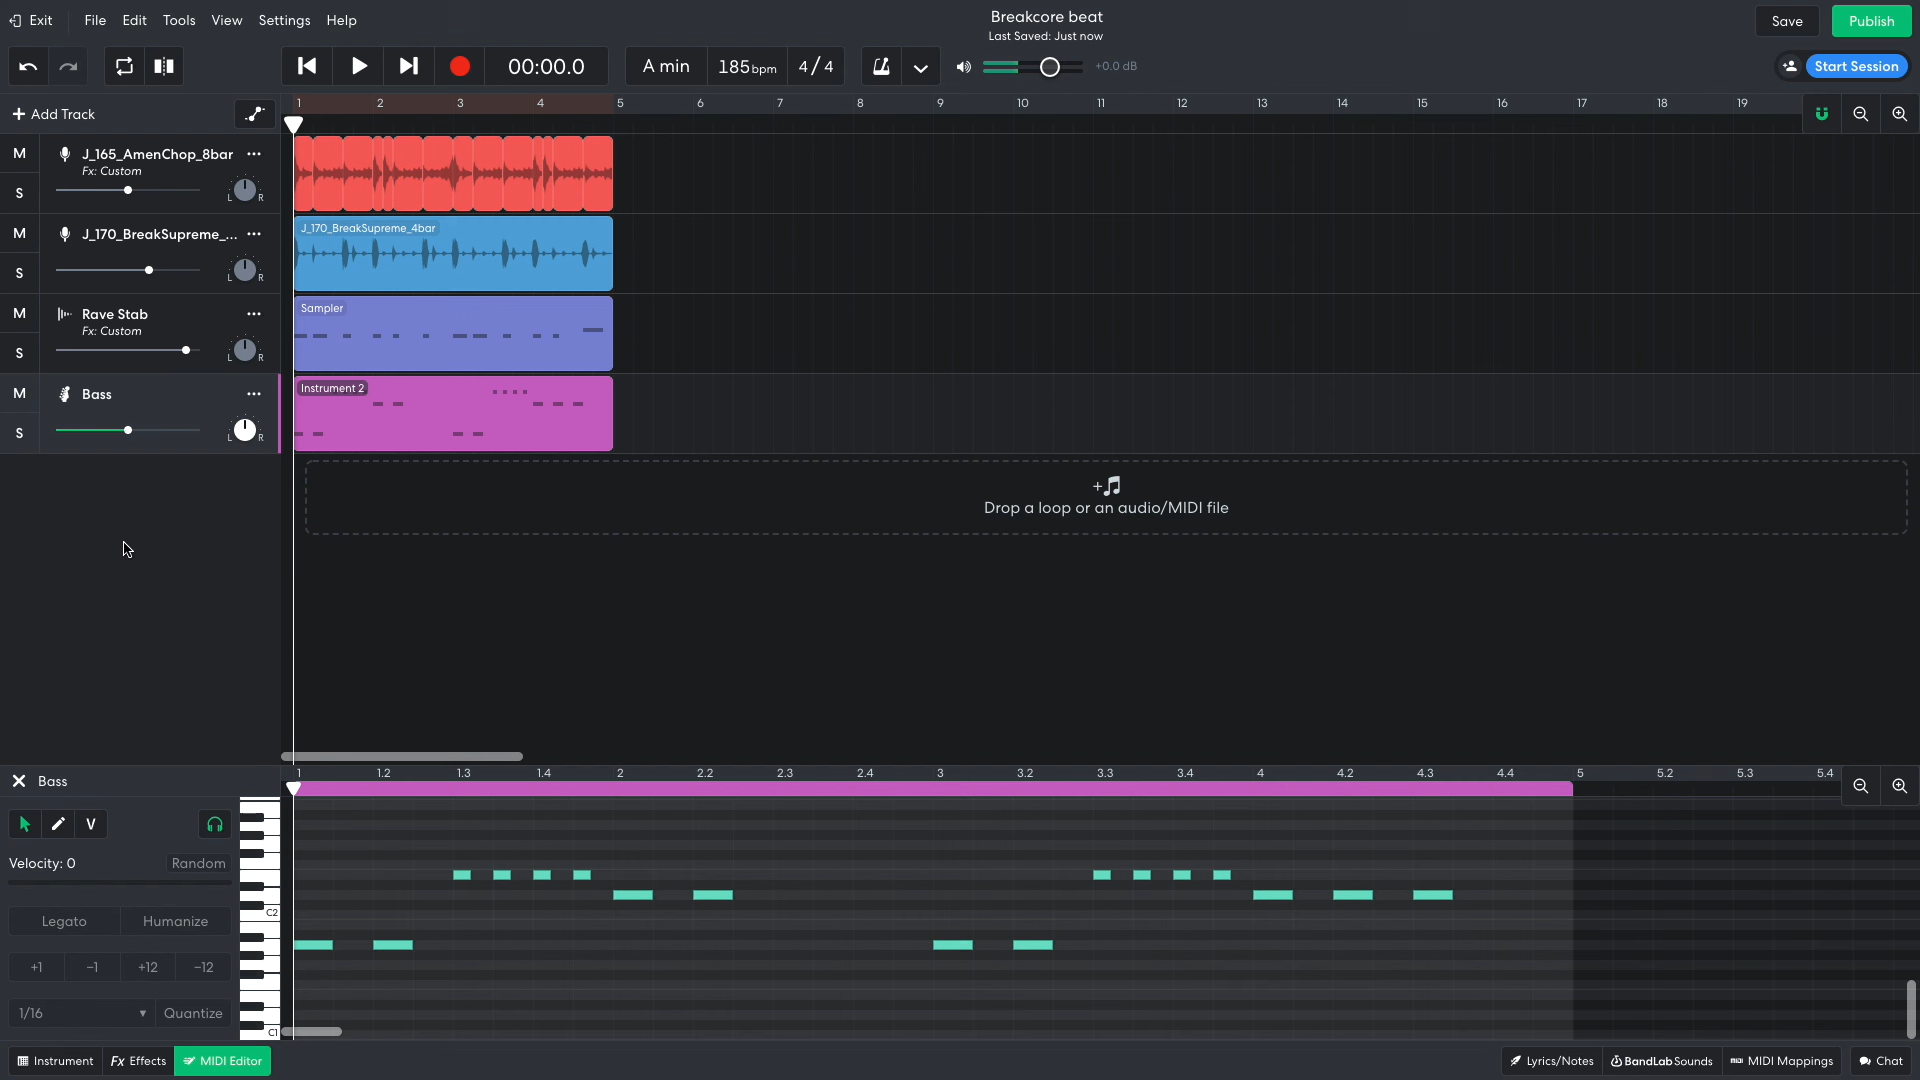 Exit File Edit Tools View Settings Help
Breakcore beat
Last Saved: Just now
Save Publish
00:00.0 A min 185bpm 4/4 +0.0 dB Start Session
+ Add Track
1 2 3 4 5 6 7 8 9 10 11 12 13 14 15 16 17 18 19
M J_165_AmenChop_8bar ...
Fx: Custom
S L R
M J_170_BreakSupreme_... ...
J_170_BreakSupreme_4bar
S L R
M Rave Stab ...
Sampler
Fx: Custom
S L R
M Bass ...
Instrument 2
S L R
+
Drop a loop or an audio/MIDI file
Bass
1 1.2 1.3 1.4 2 2.2 2.3 2.4 3 3.2 3.3 3.4 4 4.2 4.3 4.4 5 5.2 5.3 5.4
V
Velocity: 0 Random
Legato Humanize
C2
+1 -1 +12 -12
1/16 Quantize
C1
Instrument Fx Effects MIDI Editor
Lyrics/Notes BandLab Sounds MIDI Mappings Chat